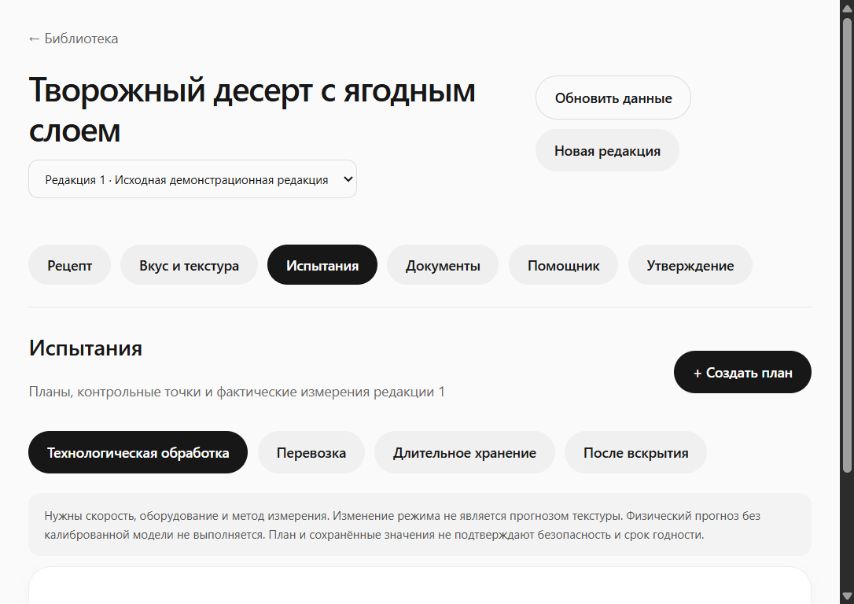 ← Библиотека
Творожный десерт с ягодным
слоем
Обновить данные
Новая редакция
Редакция 1 · Исходная демонстрационная редакция
Рецепт
Вкус и текстура
Испытания
Документы
Помощник
Утверждение
Испытания
+ Создать план
Планы, контрольные точки и фактические измерения редакции 1
Технологическая обработка
Перевозка
Длительное хранение
После вскрытия
Нужны скорость, оборудование и метод измерения. Изменение режима не является прогнозом текстуры. Физический прогноз без
калиброванной модели не выполняется. План и сохранённые значения не подтверждают безопасность и срок годности.